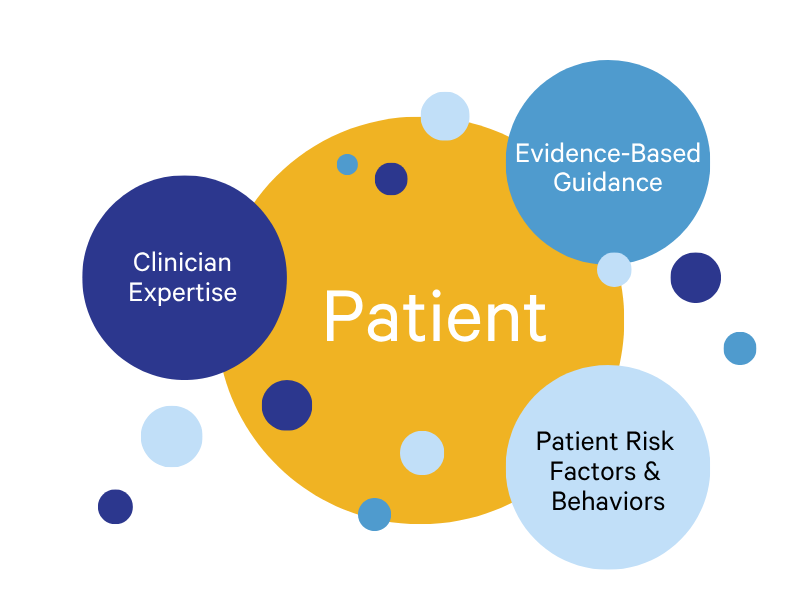 Evidence-Based
Guidance
Clinician
Expertise
Patient
Patient Risk
Factors &
Behaviors